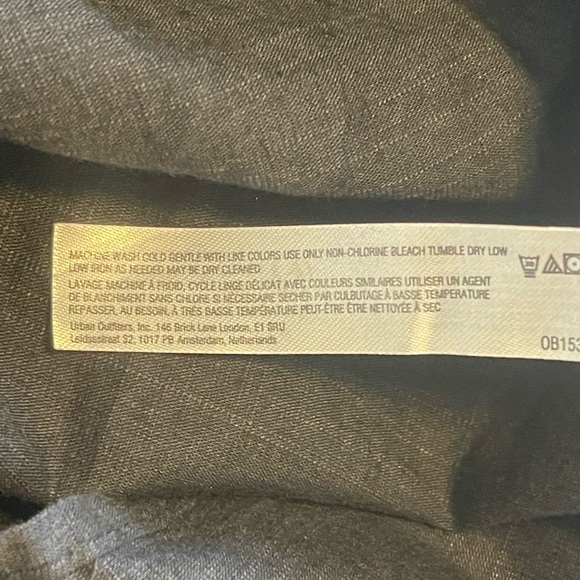 MACHINE WASH COLD GENTLE WITH LIKE COLORS USE ONLY NON-CHLORINE BLEACH TUMBLE DRY LOW
LOW IRON AS NEEDED MAY BE DRY CLEANED
LAVAGE MACHINE À FROID, CYCLE LINGE DÉLICAT AVEC COULEURS SIMILAIRES UTILISER UN AGENT
DE BLANCHIMENT SANS CHLORE SI NÉCESSAIRE SÉCHER PAR CULBUTAGE À BASSE TEMPÉRATURE
REPASSER, AU BESOIN, À TRÈS BASSE TEMPÉRATURE PEUT-ÊTRE ÊTRE NETTOYÉE À SEC
Urban Outfitters, Inc. 146 Brick Lane London, E1 6RU
Leidsestraat 32, 1017 PB Amsterdam, Netherlands
OB153